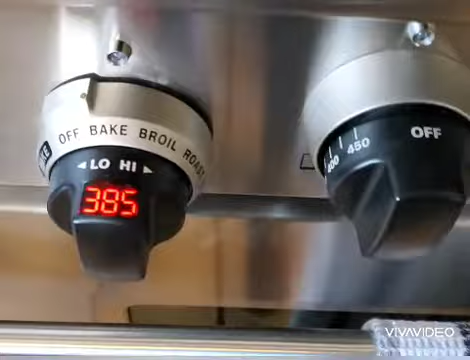 OFF BAKE BROIL ROAST
◄ LO HI ►
385
OFF
400 450
VIVAVIDEO